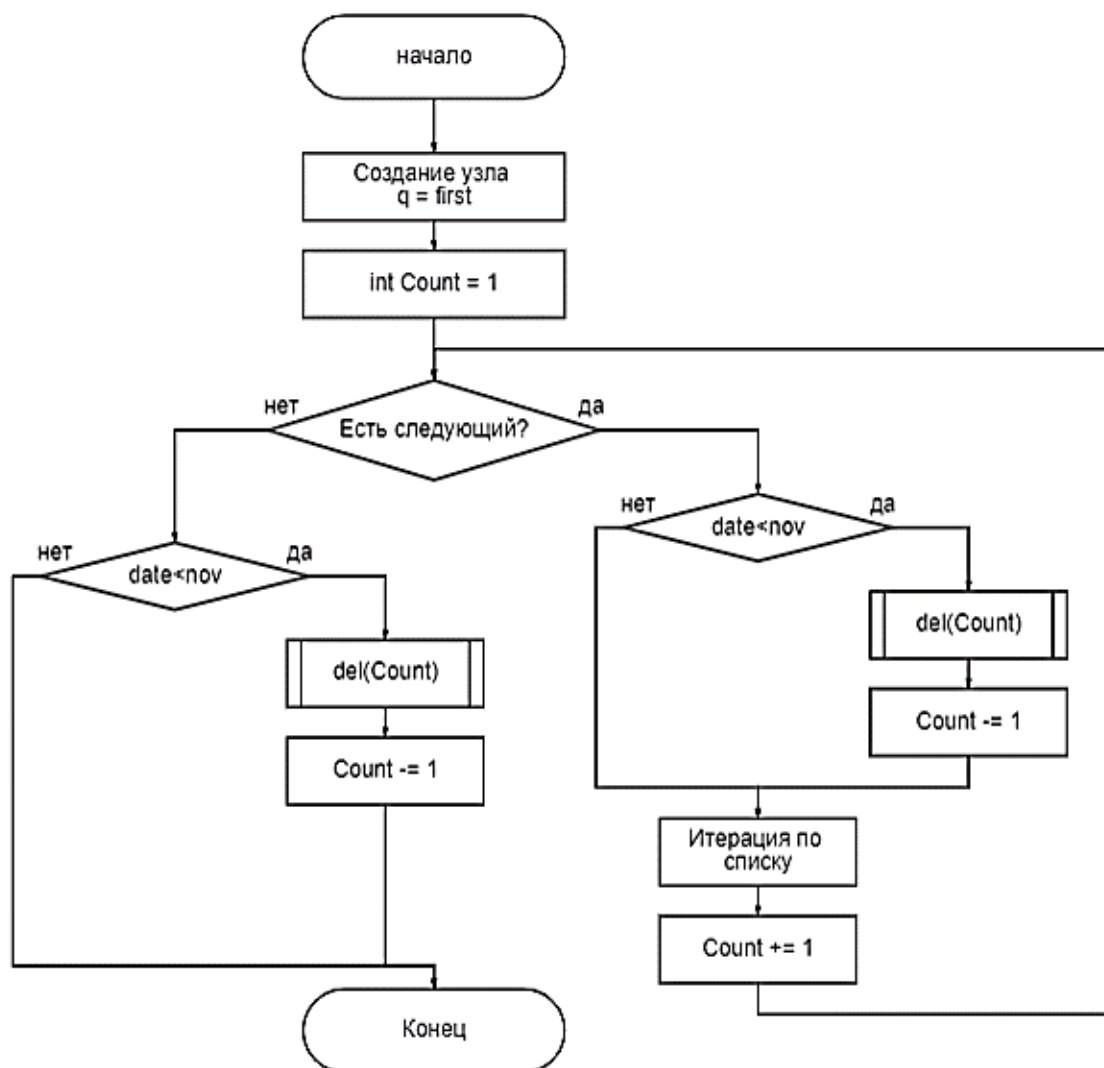 начало
Создание узла
q = first
int Count = 1
нет
да
Есть следующий?
нет
да
date<nov
нет
да
date<nov
del(Count)
del(Count)
Count -= 1
Count -= 1
Итерация по
списку
Count += 1
Конец